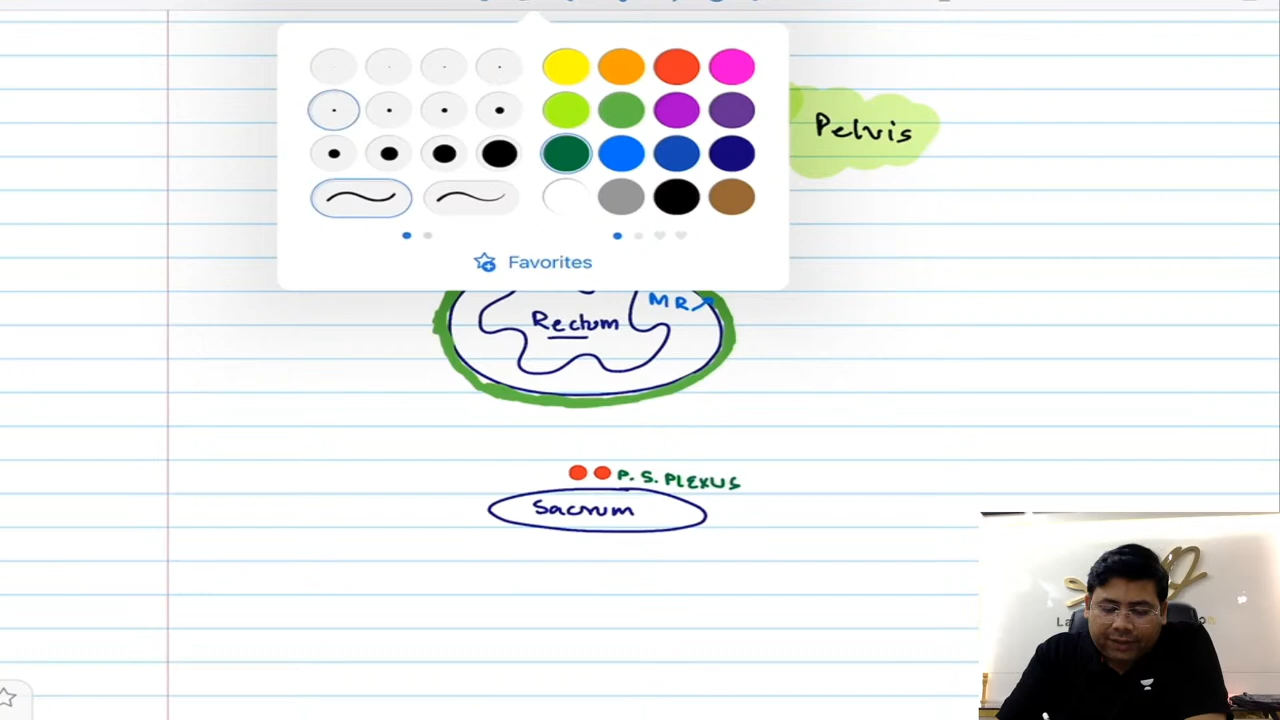 Pelvis
Favorites
MR
Rectum
P. S. PLEXUS
Sacrum